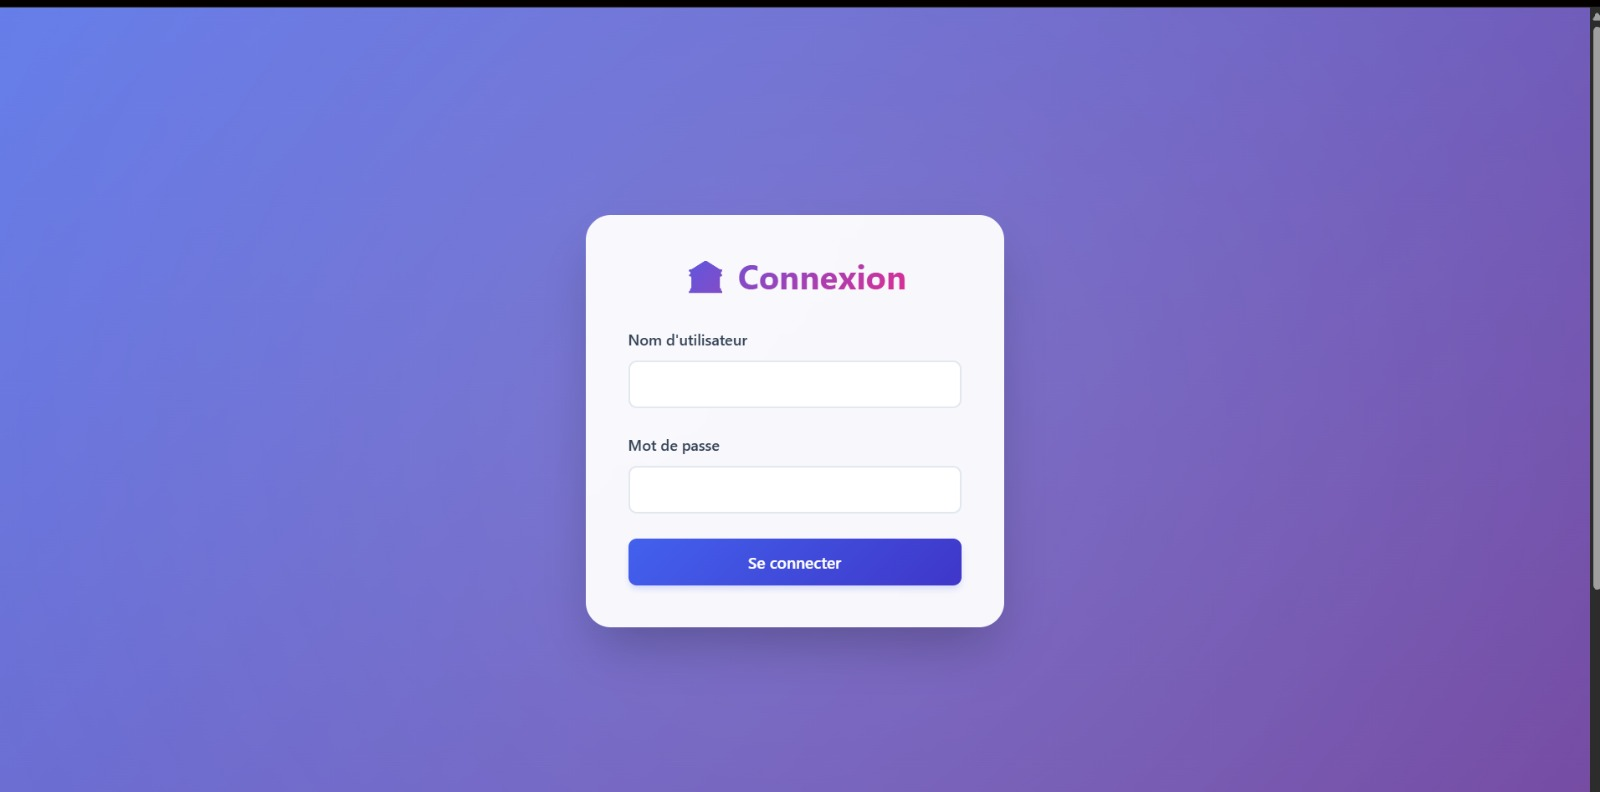 Connexion
Nom d'utilisateur
Mot de passe
Se connecter